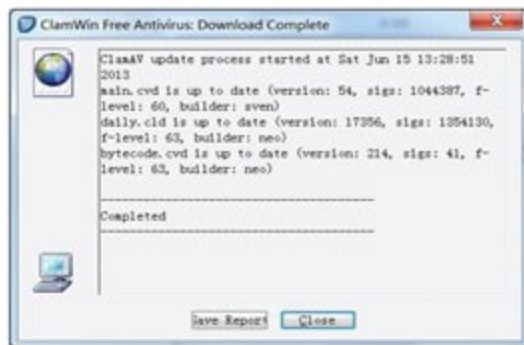 ClamWin Free Antivirus: Download Complete
ClamAV update process started at Sat Jun 15 13:28:51
2013
main.cvd is up to date (version: 54, sigs: 1044387, f-
level: 60, builder: sven)
daily.cld is up to date (version: 17356, sigs: 1354130,
f-level: 63, builder: neo)
bytecode.cvd is up to date (version: 214, sigs: 41, f-
level: 63, builder: neo)
--------------------------------------
Completed
--------------------------------------
Save Report Close